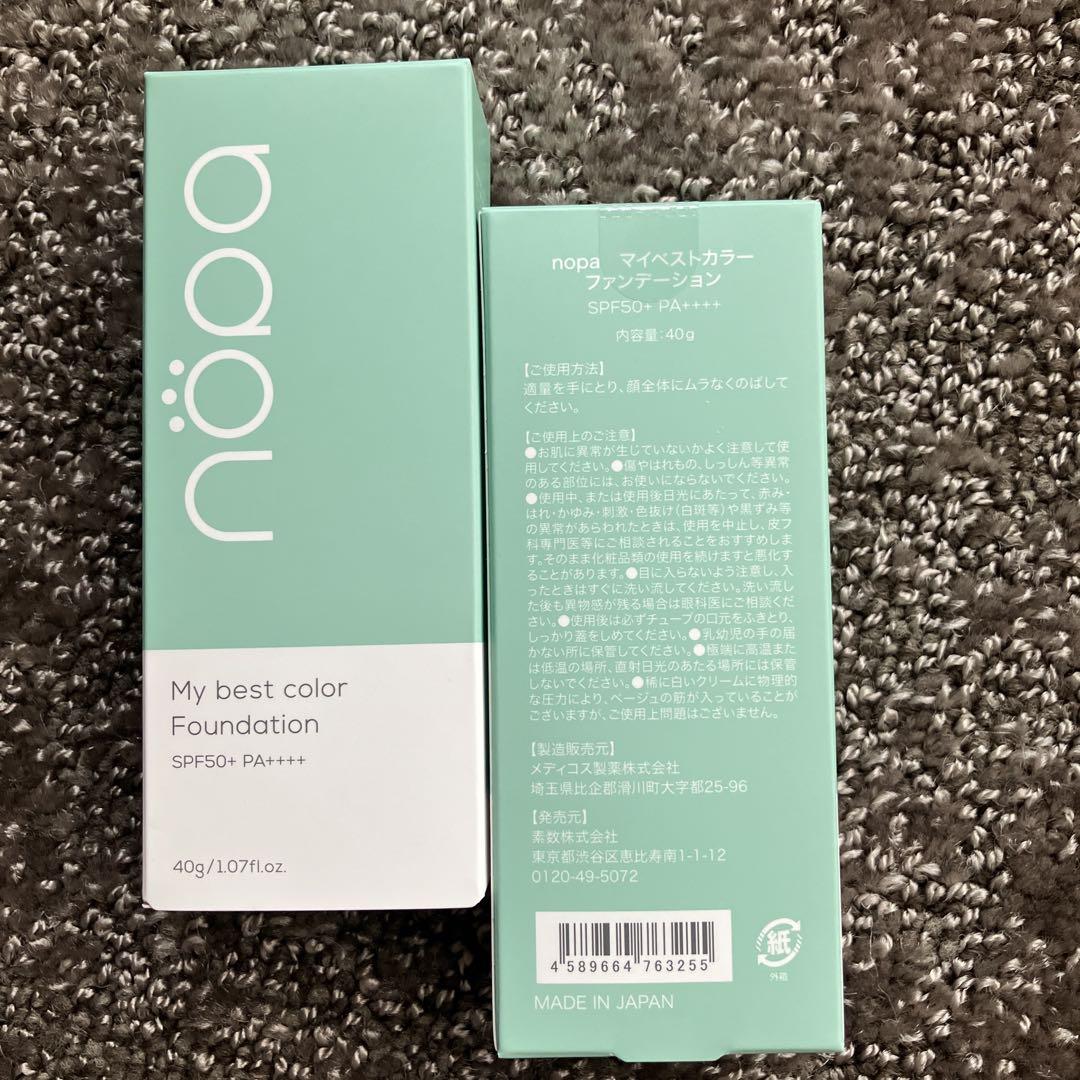 nöpa
My best color
Foundation
SPF50+ PA++++
40g/1.07fl.oz.
nopa マイベストカラー
ファンデーション
SPF50+ PA++++
内容量:40g
【ご使用方法】
適量を手にとり、顔全体にムラなくのばして
ください。
【ご使用上のご注意】
●お肌に異常が生じていないかよく注意して使
用してください。●傷やはれもの、しっしん等異常
のある部位には、お使いにならないでください。
●使用中、または使用後日光にあたって、赤み・
はれ・かゆみ・刺激・色抜け(白斑等)や黒ずみ等
の異常があらわれたときは、使用を中止し、皮フ
科専門医等にご相談されることをおすすめしま
す。そのまま化粧品類の使用を続けますと悪化す
ることがあります。●目に入らないよう注意し、入
ったときはすぐに洗い流してください。洗い流し
た後も異物感が残る場合は眼科医にご相談くだ
さい。●使用後は必ずチューブの口元をふきとり、
しっかり蓋をしめてください。●乳幼児の手の届
かない所に保管してください。●極端に高温また
は低温の場所、直射日光のあたる場所には保管
しないでください。●稀に白いクリームに物理的
な圧力により、ベージュの筋が入っていることが
ございますが、ご使用上問題はございません。
【製造販売元】
メディコス製薬株式会社
埼玉県比企郡滑川町大字都25-96
【発売元】
素数株式会社
東京都渋谷区恵比寿南1-1-12
0120-49-5072
4 589664 763255
紙
外箱
MADE IN JAPAN